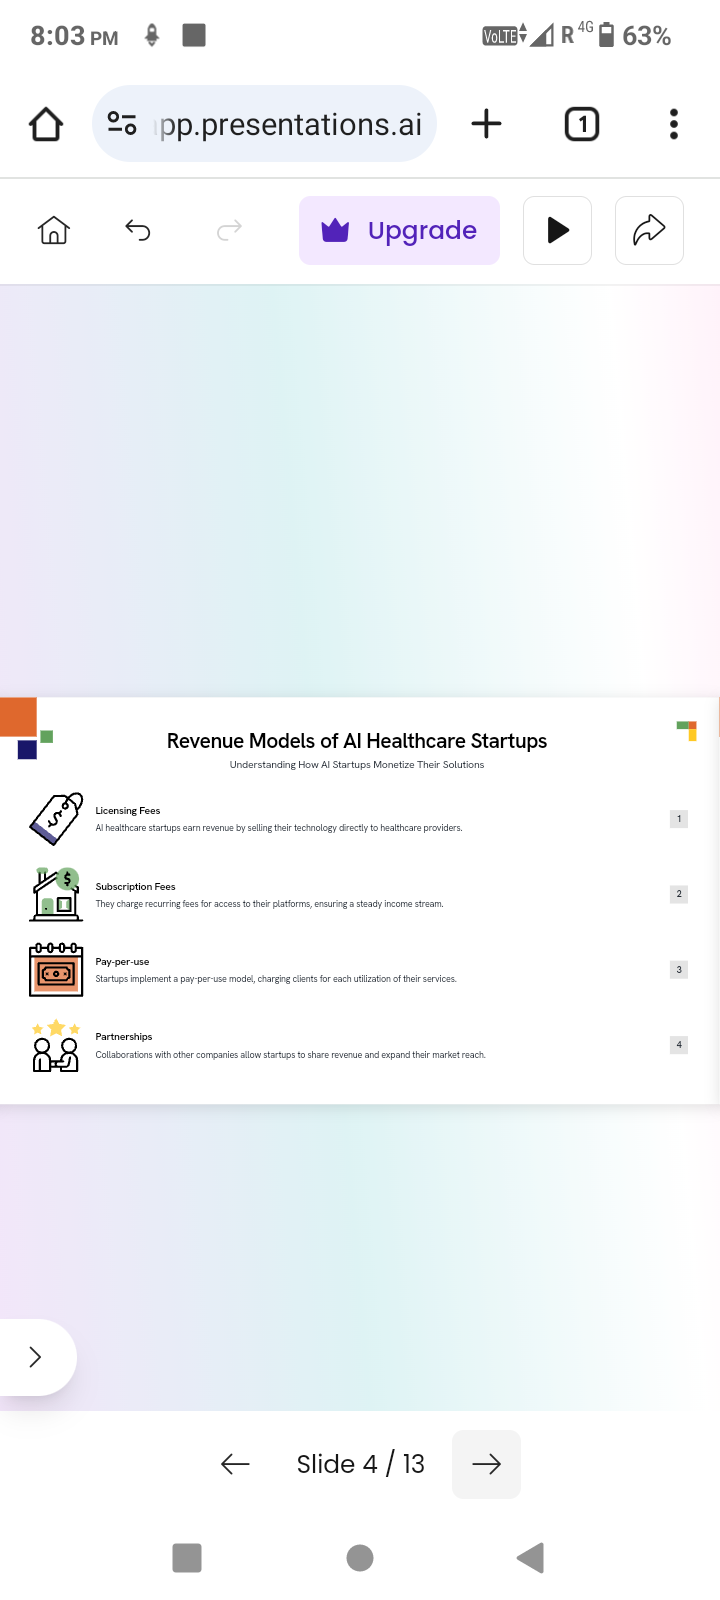 8:03 PM
VoLTE R 4G 63%
pp.presentations.ai
1
Upgrade
Revenue Models of AI Healthcare Startups
Understanding How AI Startups Monetize Their Solutions
$
Licensing Fees
AI healthcare startups earn revenue by selling their technology directly to healthcare providers.
1
$
Subscription Fees
They charge recurring fees for access to their platforms, ensuring a steady income stream.
2
Pay-per-use
Startups implement a pay-per-use model, charging clients for each utilization of their services.
3
Partnerships
Collaborations with other companies allow startups to share revenue and expand their market reach.
4
Slide 4 / 13